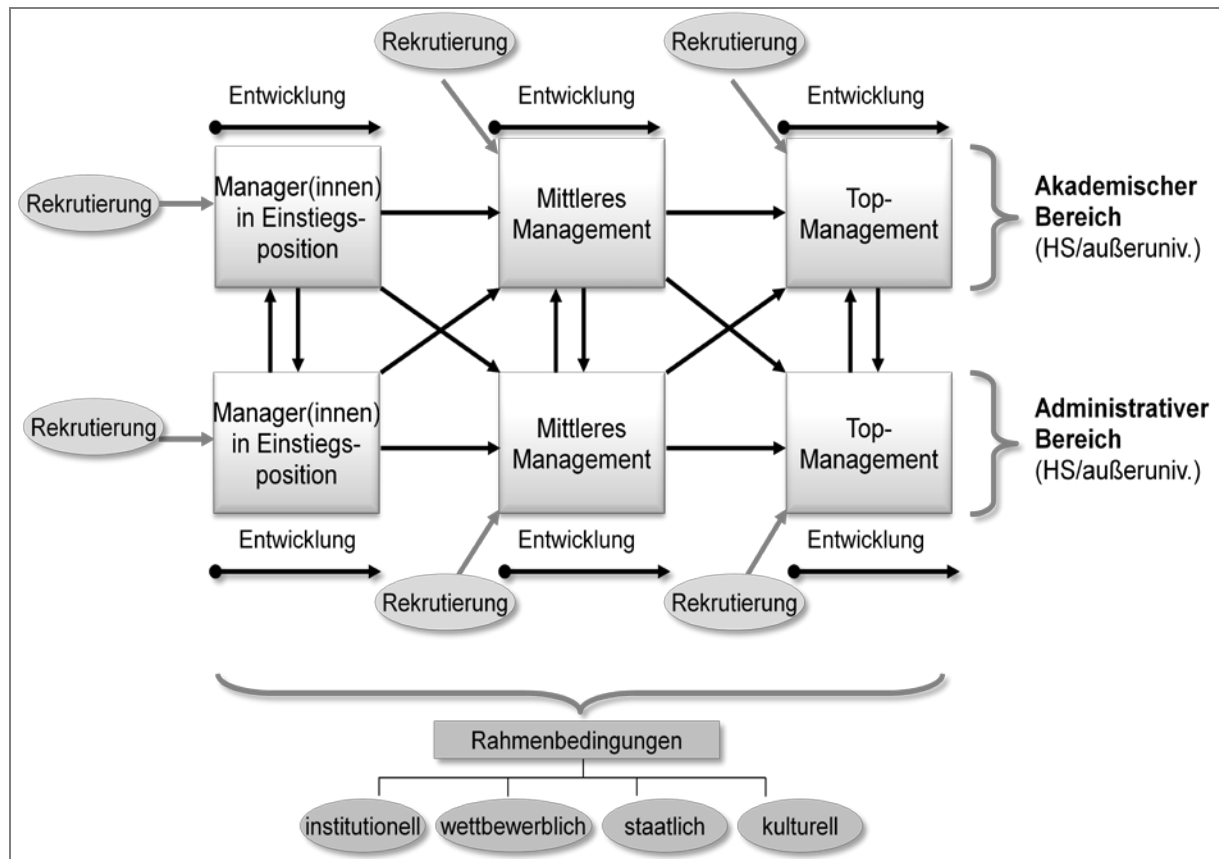 Rekrutierung
Rekrutierung
Entwicklung
Entwicklung
Entwicklung
Rekrutierung
Manager(innen)
in Einstiegs-
position
Mittleres
Management
Top-
Management
Akademischer
Bereich
(HS/außeruniv.)
Rekrutierung
Manager(innen)
in Einstiegs-
position
Mittleres
Management
Top-
Management
Administrativer
Bereich
(HS/außeruniv.)
Entwicklung
Entwicklung
Entwicklung
Rekrutierung
Rekrutierung
Rahmenbedingungen
institutionell
wettbewerblich
staatlich
kulturell